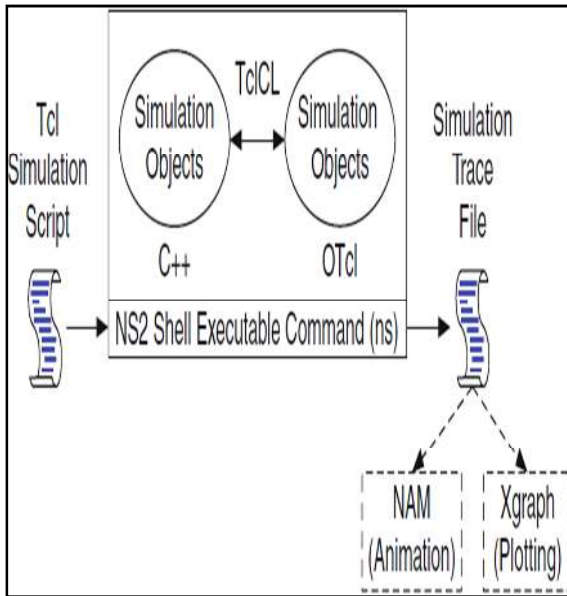 Tcl
Simulation
Script
TclCL
Simulation
Objects
C++
Simulation
Objects
OTcl
NS2 Shell Executable Command (ns)
Simulation
Trace
File
NAM
(Animation)
Xgraph
(Plotting)